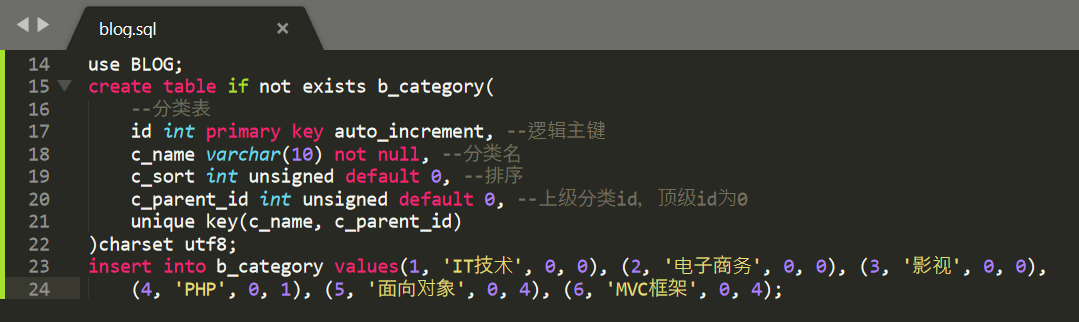 blog.sql ×
14 use BLOG;
15 create table if not exists b_category(
16 --分类表
17 id int primary key auto_increment, --逻辑主键
18 c_name varchar(10) not null, --分类名
19 c_sort int unsigned default 0, --排序
20 c_parent_id int unsigned default 0, --上级分类id，顶级id为0
21 unique key(c_name, c_parent_id)
22 )charset utf8;
23 insert into b_category values(1, 'IT技术', 0, 0), (2, '电子商务', 0, 0), (3, '影视', 0, 0),
24 (4, 'PHP', 0, 1), (5, '面向对象', 0, 4), (6, 'MVC框架', 0, 4);